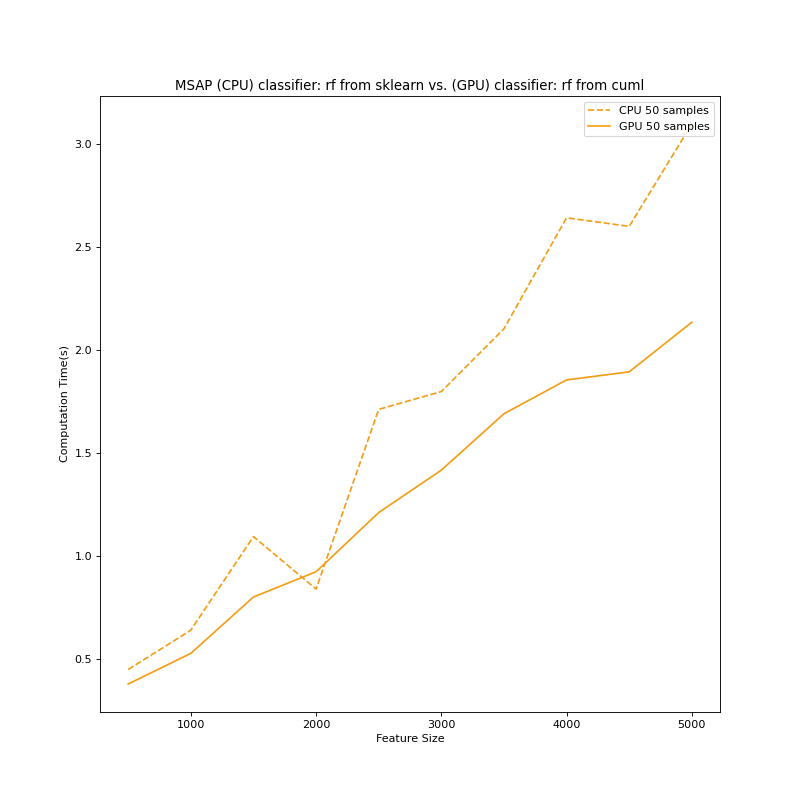 MSAP (CPU) classifier: rf from sklearn vs. (GPU) classifier: rf from cuml
CPU 50 samples
GPU 50 samples
Computation Time(s)
3.0
2.5
2.0
1.5
1.0
0.5
1000 2000 3000 4000 5000
Feature Size